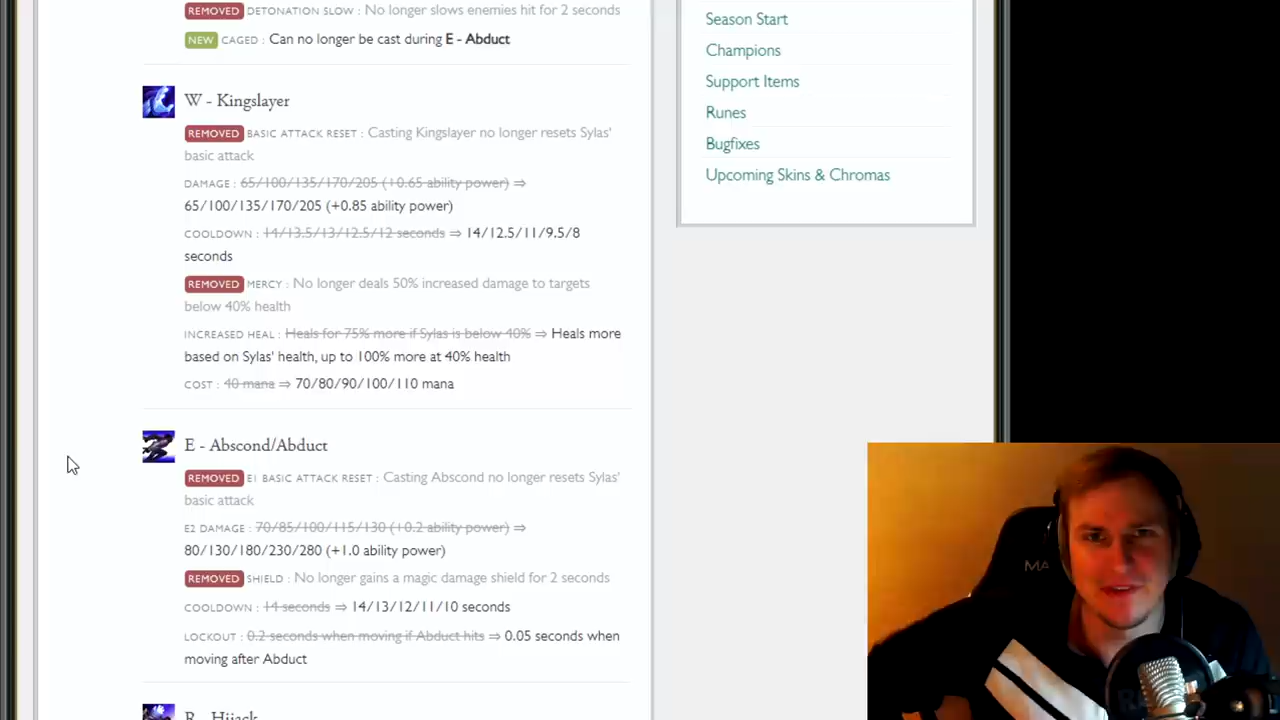 REMOVED DETONATION SLOW : No longer slows enemies hit for 2 seconds
NEW CAGED : Can no longer be cast during E - Abduct
W - Kingslayer
REMOVED BASIC ATTACK RESET : Casting Kingslayer no longer resets Sylas'
basic attack
DAMAGE : 65/100/135/170/205 (+0.65 ability power) ⇒
65/100/135/170/205 (+0.85 ability power)
COOLDOWN : 14/13.5/13/12.5/12 seconds ⇒ 14/12.5/11/9.5/8
seconds
REMOVED MERCY : No longer deals 50% increased damage to targets
below 40% health
INCREASED HEAL : Heals for 75% more if Sylas is below 40% ⇒ Heals more
based on Sylas' health, up to 100% more at 40% health
COST : 40 mana ⇒ 70/80/90/100/110 mana
E - Abscond/Abduct
REMOVED E1 BASIC ATTACK RESET : Casting Abscond no longer resets Sylas'
basic attack
E2 DAMAGE : 70/85/100/115/130 (+0.2 ability power) ⇒
80/130/180/230/280 (+1.0 ability power)
REMOVED SHIELD : No longer gains a magic damage shield for 2 seconds
COOLDOWN : 14 seconds ⇒ 14/13/12/11/10 seconds
LOCKOUT : 0.2 seconds when moving if Abduct hits ⇒ 0.05 seconds when
moving after Abduct
R - Hijack
Season Start
Champions
Support Items
Runes
Bugfixes
Upcoming Skins & Chromas
MA